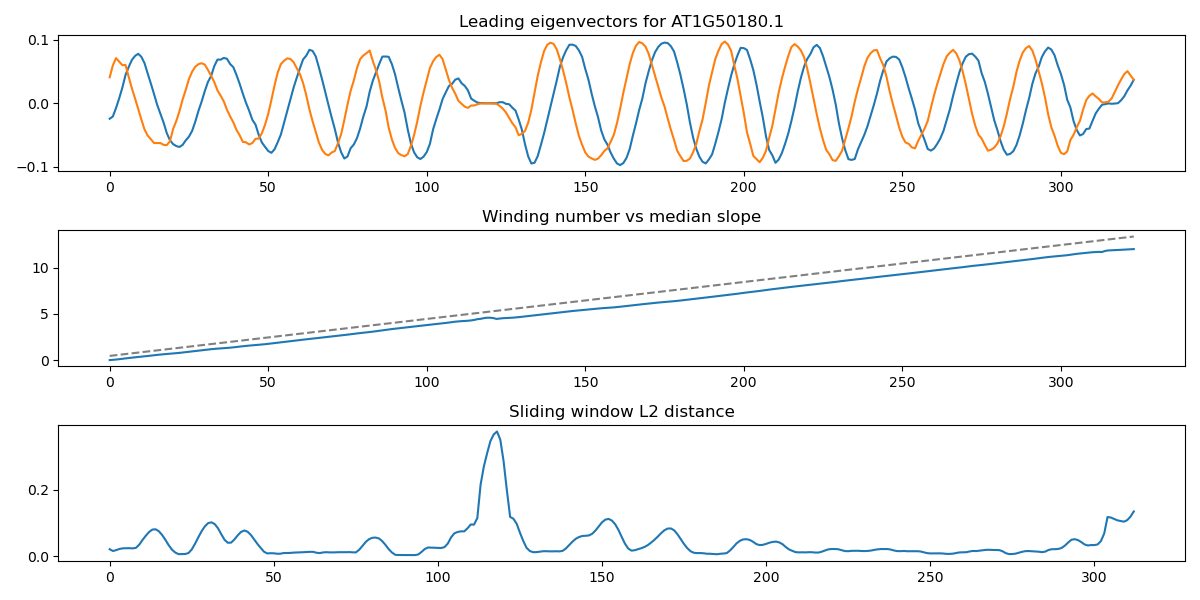 Leading eigenvectors for AT1G50180.1
0.1
0.0
−0.1
0 50 100 150 200 250 300
Winding number vs median slope
10
5
0
0 50 100 150 200 250 300
Sliding window L2 distance
0.2
0.0
0 50 100 150 200 250 300